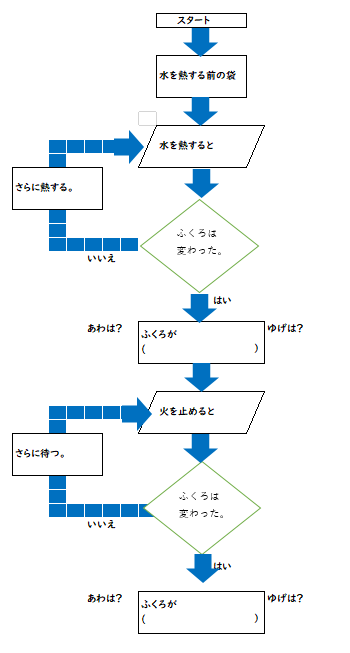 スタート
水を熱する前の袋
水を熱すると
さらに熱する。
ふくろは
変わった。
いいえ
はい
あわは？
ふくろが
（　　　　　　　　　　）
ゆげは？
火を止めると
さらに待つ。
ふくろは
変わった。
いいえ
はい
あわは？
ふくろが
（　　　　　　　　　　）
ゆげは？